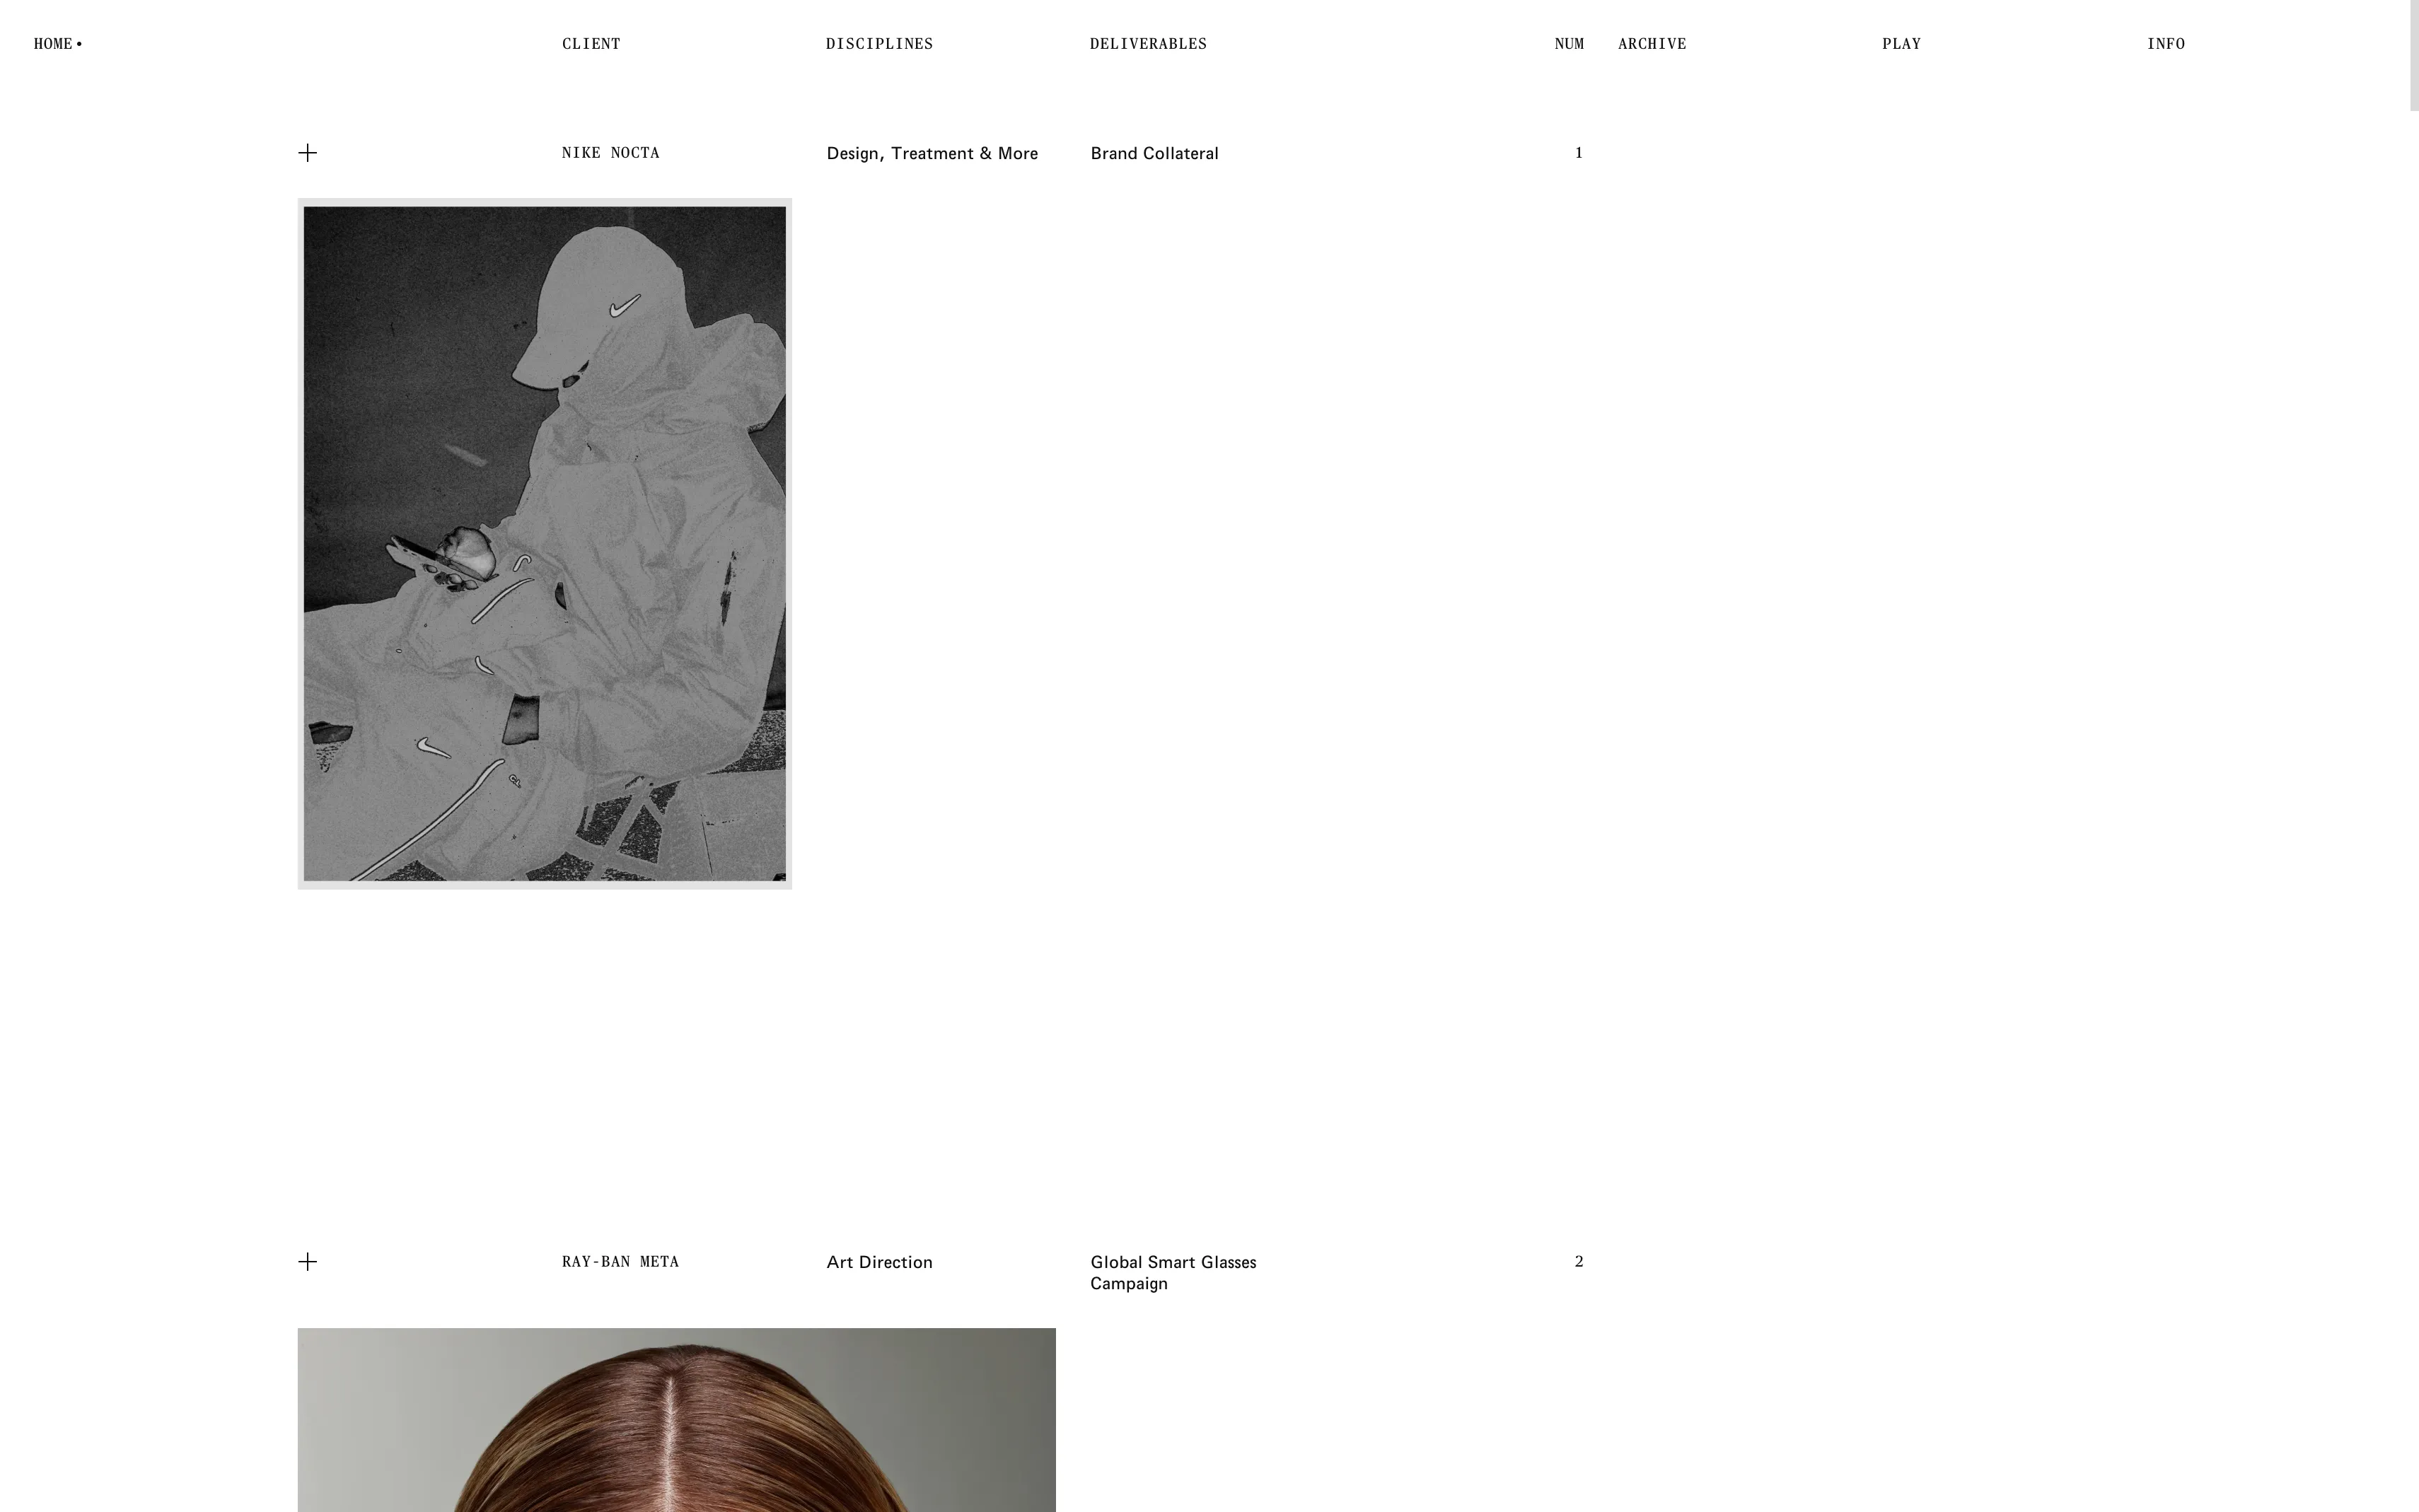 HOME• CLIENT DISCIPLINES DELIVERABLES NUM ARCHIVE PLAY INFO
NIKE NOCTA Design, Treatment & More Brand Collateral 1
RAY-BAN META Art Direction Global Smart Glasses 2
Campaign